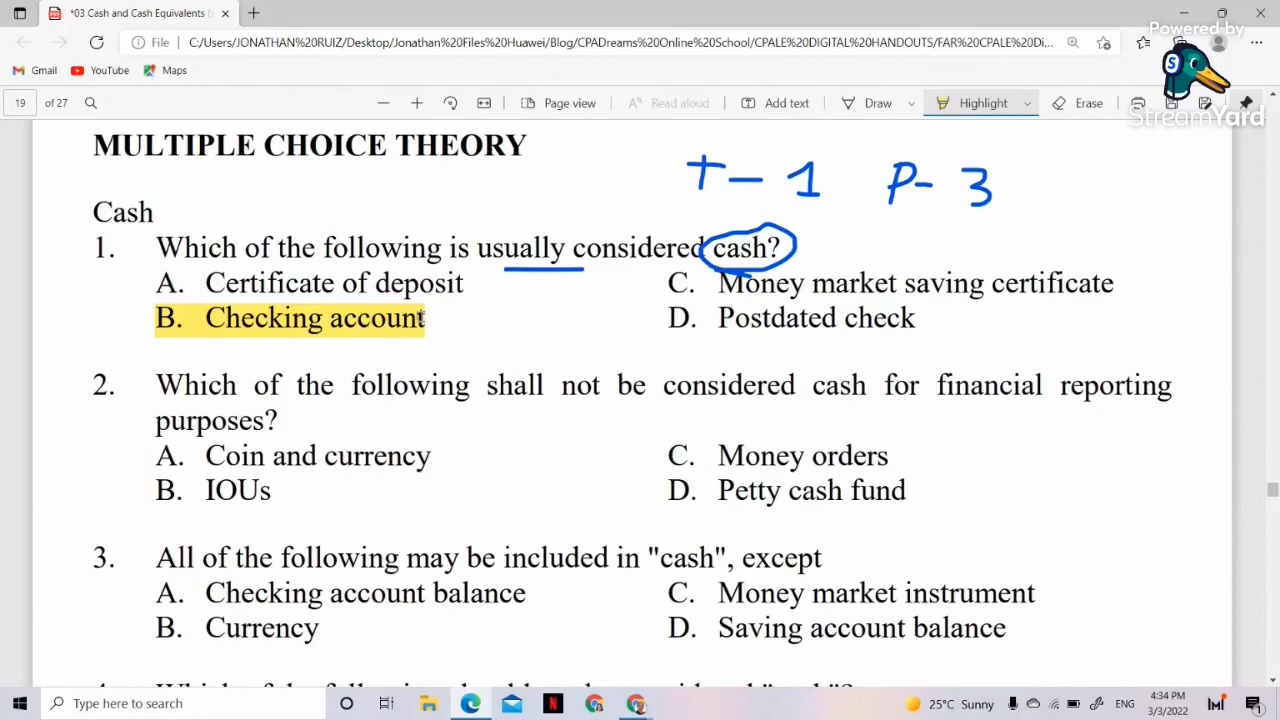 *03 Cash and Cash Equivalents (s
Powered by
StreamYard
File C:/Users/JONATHAN%20RUIZ/Desktop/Jonathan%20Files%20Huawei/Blog/CPADreams%20Online%20School/CPALE%20DIGITAL%20HANDOUTS/FAR%20CPALE%20Di...
Gmail YouTube Maps
19 of 27 Page view Read aloud Add text Draw Highlight Erase
MULTIPLE CHOICE THEORY
T - 1 P- 3
Cash
1. Which of the following is usually considered cash?
A. Certificate of deposit C. Money market saving certificate
B. Checking account D. Postdated check
2. Which of the following shall not be considered cash for financial reporting
purposes?
A. Coin and currency C. Money orders
B. IOUs D. Petty cash fund
3. All of the following may be included in "cash", except
A. Checking account balance C. Money market instrument
B. Currency D. Saving account balance
Type here to search 25°C Sunny ENG 4:34 PM
3/3/2022